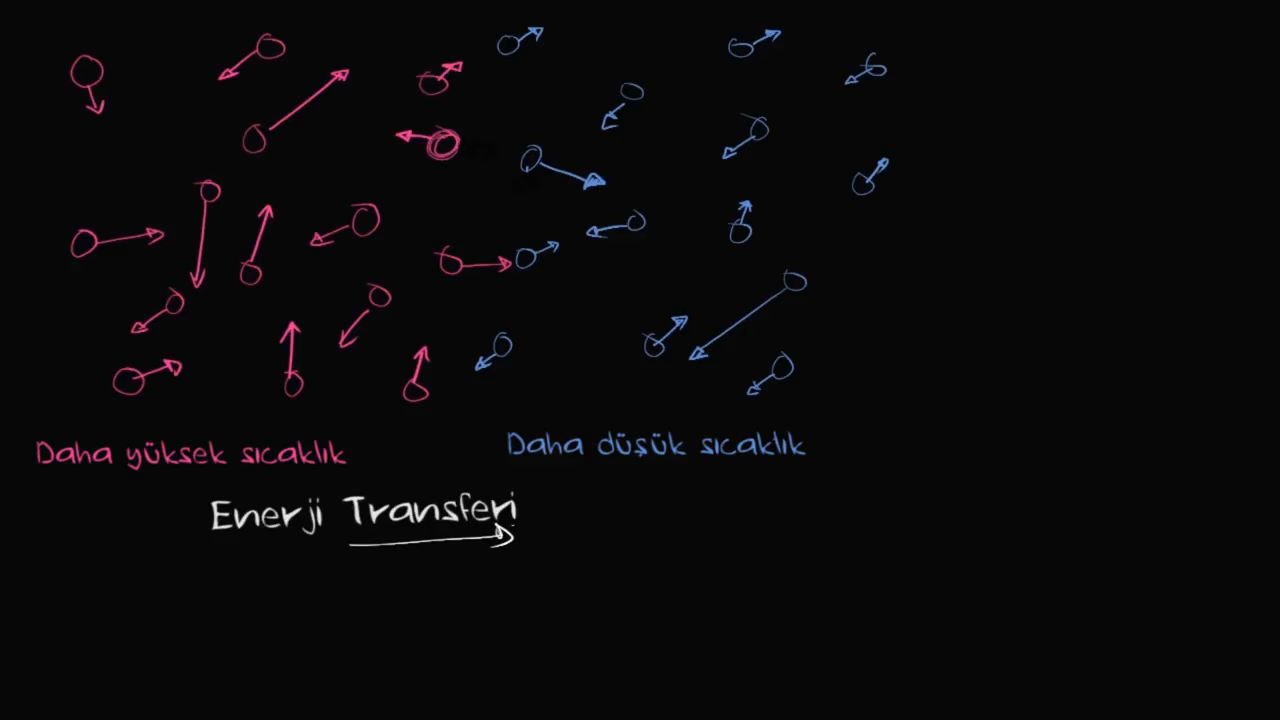 Daha yüksek sıcaklık
Daha düşük sıcaklık
Enerji Transferi